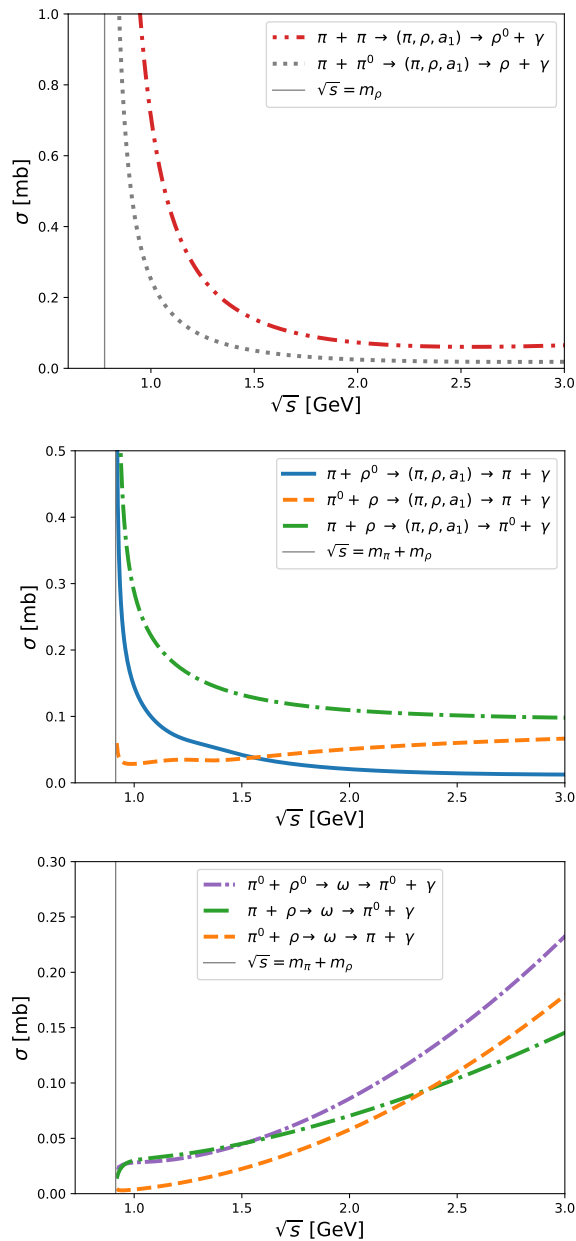 1.0
0.8
0.6
0.4
0.2
0.0
σ [mb]
π + π → (π, ρ, a₁) → ρ⁰ + γ
π + π⁰ → (π, ρ, a₁) → ρ + γ
√s = mρ
1.0 1.5 2.0 2.5 3.0
√s [GeV]
0.5
0.4
0.3
0.2
0.1
0.0
σ [mb]
π + ρ⁰ → (π, ρ, a₁) → π + γ
π⁰ + ρ → (π, ρ, a₁) → π + γ
π + ρ → (π, ρ, a₁) → π⁰ + γ
√s = mπ + mρ
1.0 1.5 2.0 2.5 3.0
√s [GeV]
0.30
0.25
0.20
0.15
0.10
0.05
0.00
σ [mb]
π⁰ + ρ⁰ → ω → π⁰ + γ
π + ρ → ω → π⁰ + γ
π⁰ + ρ → ω → π + γ
√s = mπ + mρ
1.0 1.5 2.0 2.5 3.0
√s [GeV]